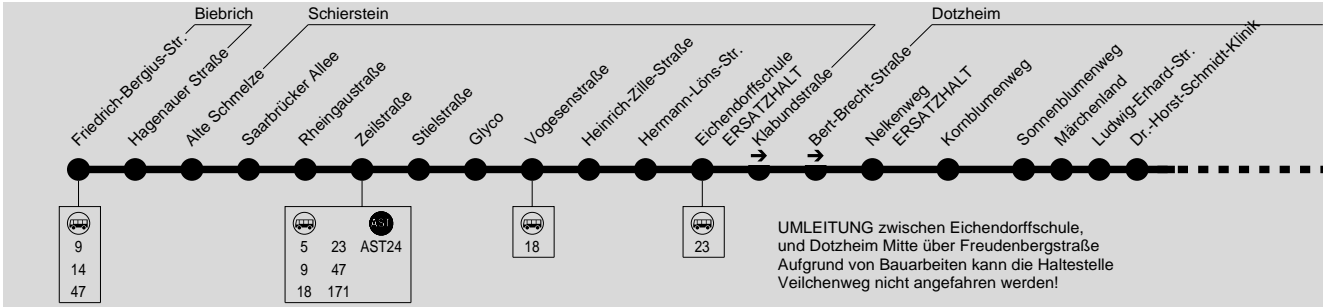 Biebrich
Schierstein
Dotzheim
Friedrich-Bergius-Str.
Hagenauer Straße
Alte Schmelze
Saarbrücker Allee
Rheingaustraße
Zeilstraße
Stielstraße
Glyco
Vogesenstraße
Heinrich-Zille-Straße
Hermann-Löns-Str.
Eichendorffschule
ERSATZHALT
Klabundstraße
Bert-Brecht-Straße
Nelkenweg
ERSATZHALT
Kornblumenweg
Sonnenblumenweg
Märchenland
Ludwig-Erhard-Str.
Dr.-Horst-Schmidt-Klinik
9
14
47
AST
5 23 AST24
9 47
18 171
18
23
UMLEITUNG zwischen Eichendorffschule,
und Dotzheim Mitte über Freudenbergstraße
Aufgrund von Bauarbeiten kann die Haltestelle
Veilchenweg nicht angefahren werden!